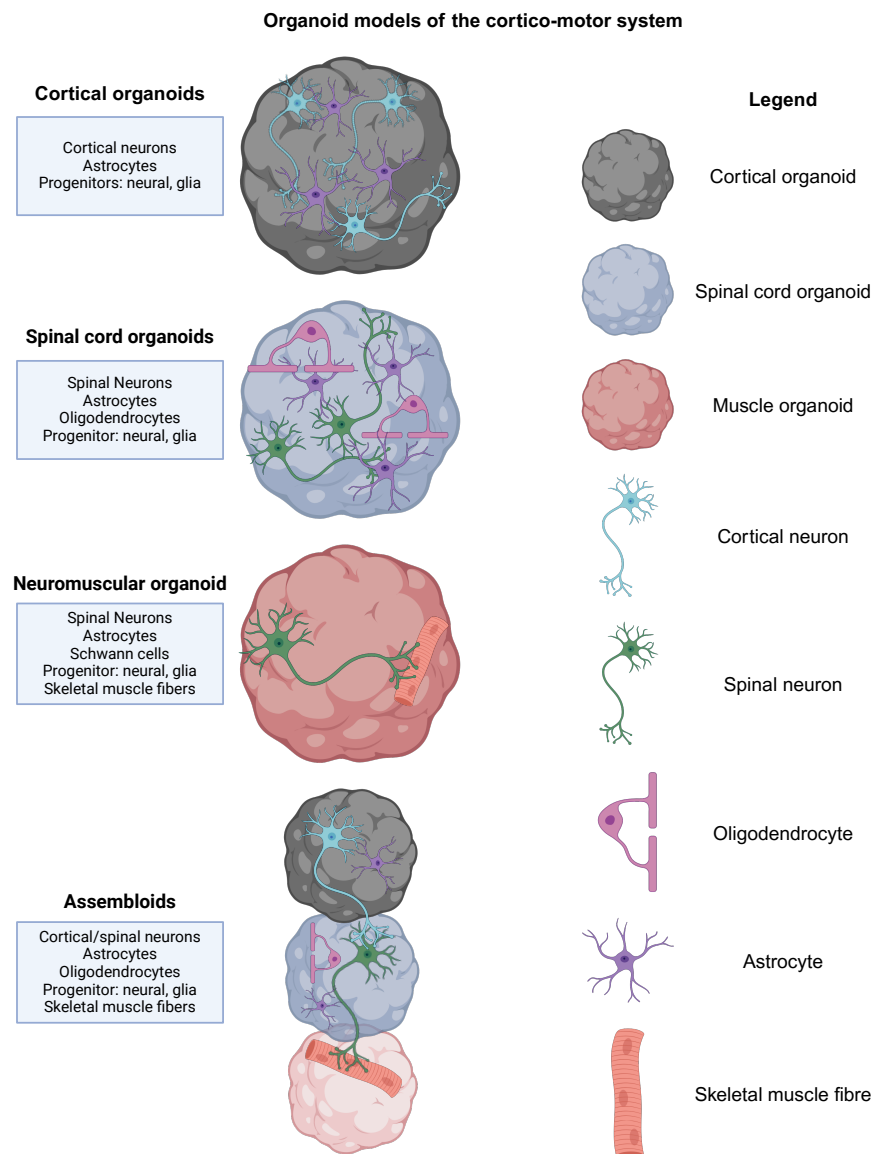 Organoid models of the cortico-motor system
Cortical organoids
Cortical neurons
Astrocytes
Progenitors: neural, glia
Spinal cord organoids
Spinal Neurons
Astrocytes
Oligodendrocytes
Progenitor: neural, glia
Neuromuscular organoid
Spinal Neurons
Astrocytes
Schwann cells
Progenitor: neural, glia
Skeletal muscle fibers
Assembloids
Cortical/spinal neurons
Astrocytes
Oligodendrocytes
Progenitor: neural, glia
Skeletal muscle fibers
Legend
Cortical organoid
Spinal cord organoid
Muscle organoid
Cortical neuron
Spinal neuron
Oligodendrocyte
Astrocyte
Skeletal muscle fibre